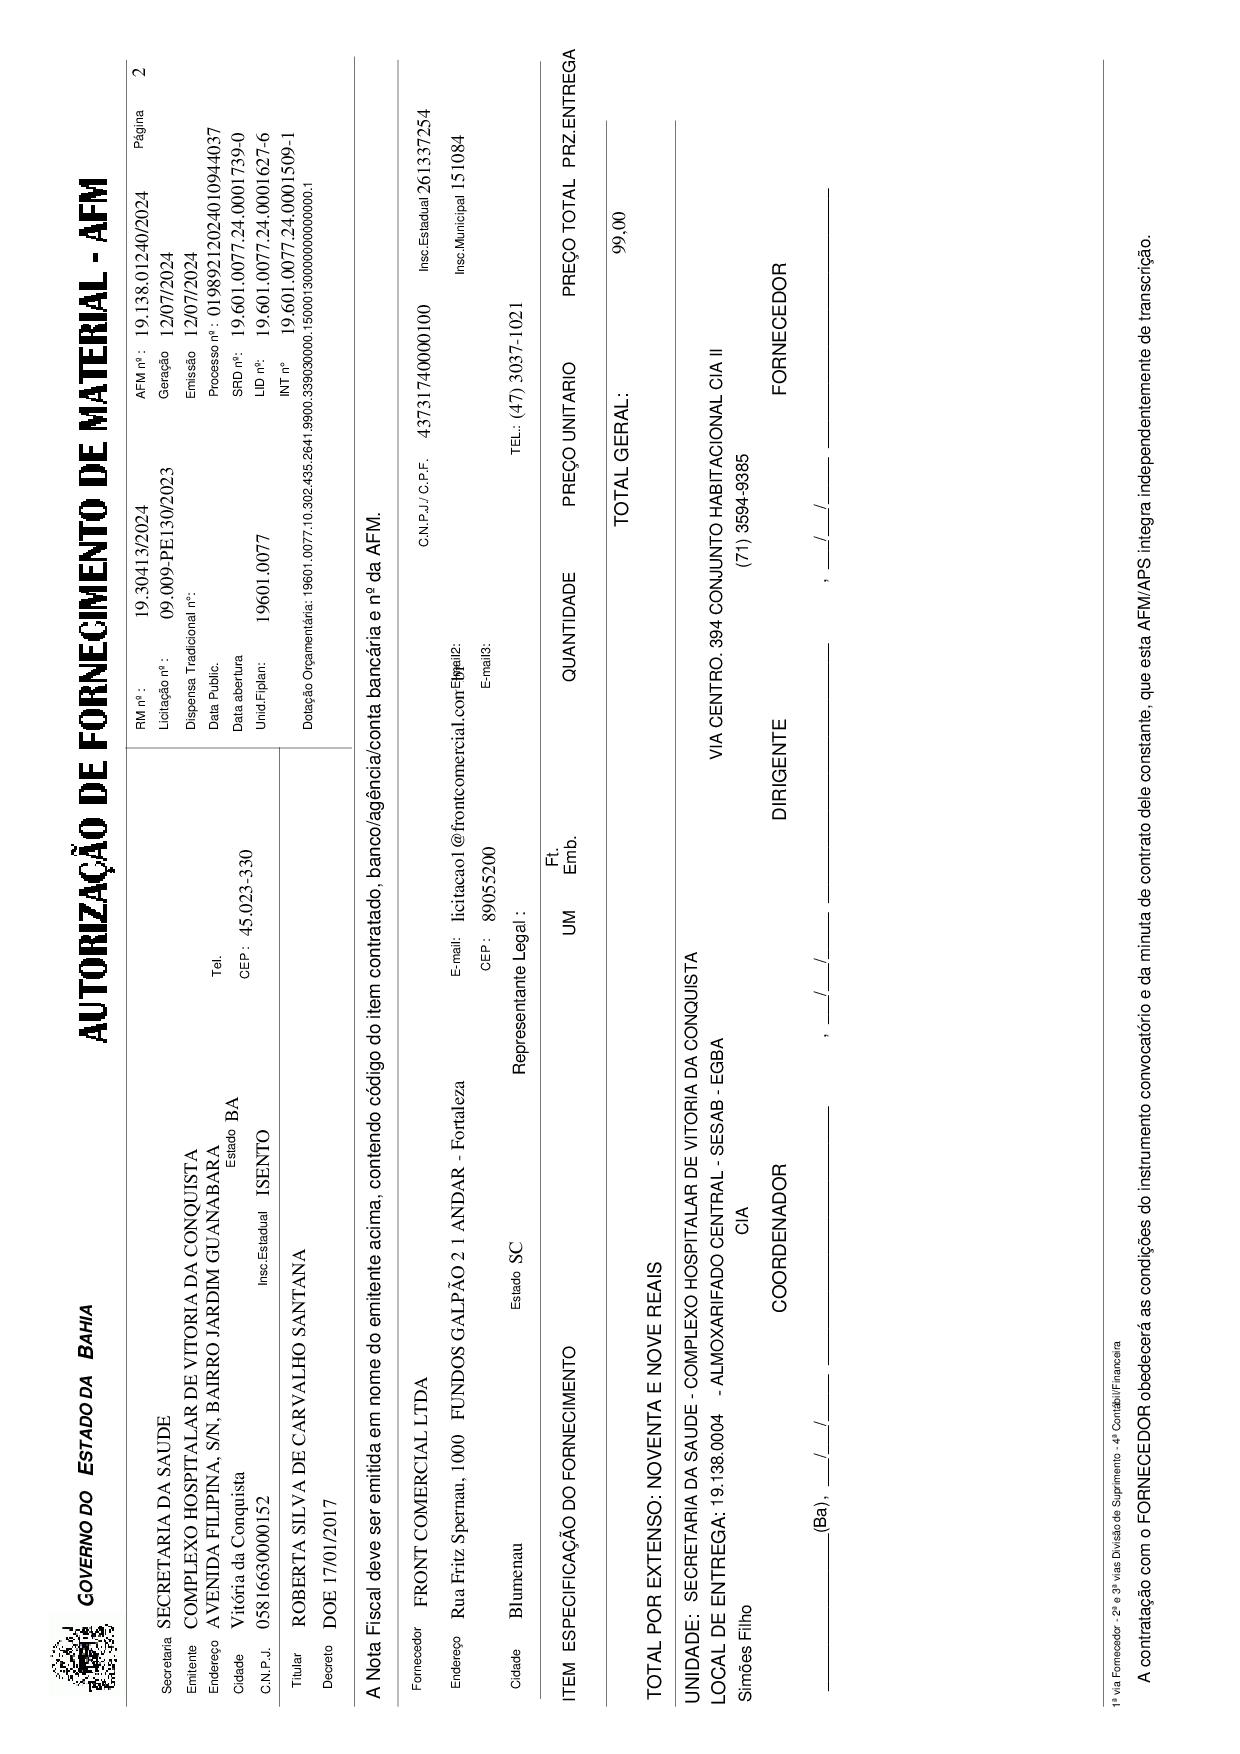 GOVERNO DO ESTADO DA BAHIA
AUTORIZAÇÃO DE FORNECIMENTO DE MATERIAL - AFM
RM nº : 19.30413/2024 AFM nº : 19.138.01240/2024 Página 2
Secretaria SECRETARIA DA SAUDE Licitação nº : 09.009-PE130/2023 Geração 12/07/2024
Emitente COMPLEXO HOSPITALAR DE VITORIA DA CONQUISTA Dispensa Tradicional n°: Emissão 12/07/2024
Endereço AVENIDA FILIPINA, S/N, BAIRRO JARDIM GUANABARA Tel. Data Public. Processo nº : 01989212024010944037
Cidade Vitória da Conquista Estado BA CEP : 45.023-330 Data abertura SRD nº: 19.601.0077.24.0001739-0
C.N.P.J. 05816630000152 Insc.Estadual ISENTO Unid.Fiplan: 19601.0077 LID nº: 19.601.0077.24.0001627-6
INT n° 19.601.0077.24.0001509-1
Titular ROBERTA SILVA DE CARVALHO SANTANA Dotação Orçamentária: 19601.0077.10.302.435.2641.9900.339030000.15000130000000000000.1
Decreto DOE 17/01/2017
A Nota Fiscal deve ser emitida em nome do emitente acima, contendo código do item contratado, banco/agência/conta bancária e nº da AFM.
Fornecedor FRONT COMERCIAL LTDA C.N.P.J./ C.P.F. 43731740000100 Insc.Estadual 261337254
Endereço Rua Fritz Spernau, 1000 FUNDOS GALPÃO 2 1 ANDAR - Fortaleza E-mail: licitacao1@frontcomercial.com.br E-mail2: Insc.Municipal 151084
CEP : 89055200 E-mail3:
Cidade Blumenau Estado SC Representante Legal : TEL.: (47) 3037-1021
ITEM ESPECIFICAÇÃO DO FORNECIMENTO UM Ft. Emb. QUANTIDADE PREÇO UNITARIO PREÇO TOTAL PRZ.ENTREGA
TOTAL GERAL: 99,00
TOTAL POR EXTENSO: NOVENTA E NOVE REAIS
UNIDADE: SECRETARIA DA SAUDE - COMPLEXO HOSPITALAR DE VITORIA DA CONQUISTA
LOCAL DE ENTREGA: 19.138.0004 - ALMOXARIFADO CENTRAL - SESAB - EGBA VIA CENTRO. 394 CONJUNTO HABITACIONAL CIA II
Simões Filho CIA (71) 3594-9385
COORDENADOR DIRIGENTE FORNECEDOR
_________________(Ba), ___/___/_____ ____________________________ , ___/___/_____ ____________________________ , ___/___/_____ ____________________________
1ª via Fornecedor - 2ª e 3ª vias Divisão de Suprimento - 4ª Contábil/Financeira
A contratação com o FORNECEDOR obedecerá as condições do instrumento convocatório e da minuta de contrato dele constante, que esta AFM/APS integra independentemente de transcrição.